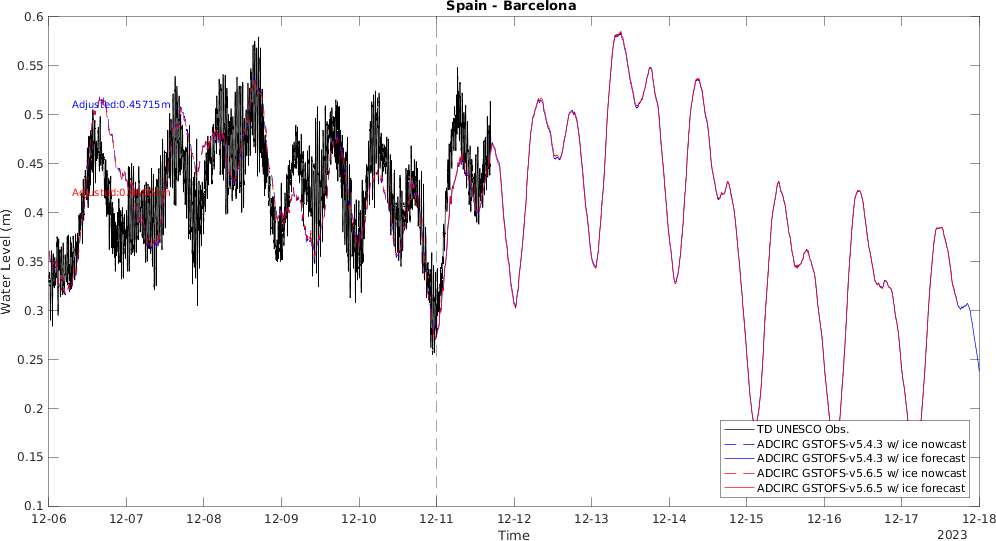 Spain - Barcelona
Water Level (m)
0.6
0.55
0.5
0.45
0.4
0.35
0.3
0.25
0.2
0.15
0.1
Adjusted:0.45715m
TD UNESCO Obs.
ADCIRC GSTOFS-v5.4.3 w/ ice nowcast
ADCIRC GSTOFS-v5.4.3 w/ ice forecast
ADCIRC GSTOFS-v5.6.5 w/ ice nowcast
ADCIRC GSTOFS-v5.6.5 w/ ice forecast
12-06 12-07 12-08 12-09 12-10 12-11 12-12 12-13 12-14 12-15 12-16 12-17 12-18
Time
2023